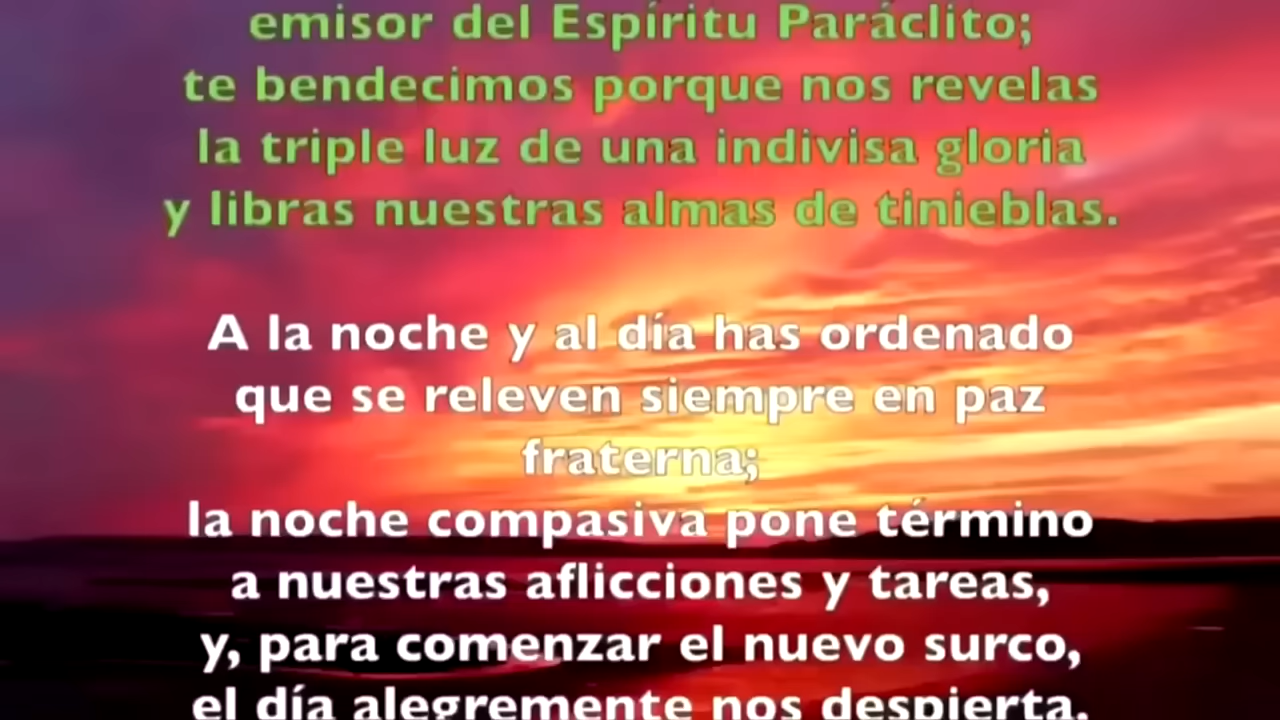 emisor del Espíritu Paráclito;
te bendecimos porque nos revelas
la triple luz de una indivisa gloria
y libras nuestras almas de tinieblas.
A la noche y al día has ordenado
que se releven siempre en paz
fraterna;
la noche compasiva pone término
a nuestras aflicciones y tareas,
y, para comenzar el nuevo surco,
el día alegremente nos despierta.